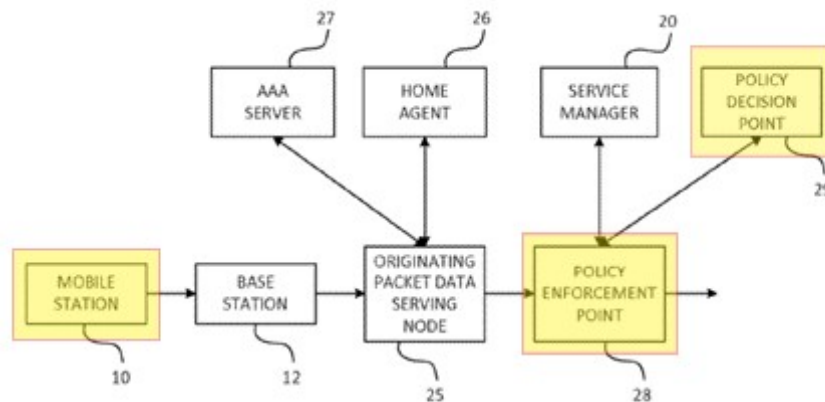 27
26
20
AAA
SERVER
HOME
AGENT
SERVICE
MANAGER
POLICY
DECISION
POINT
29
MOBILE
STATION
BASE
STATION
ORIGINATING
PACKET DATA
SERVING
NODE
POLICY
ENFORCEMENT
POINT
10
12
25
28